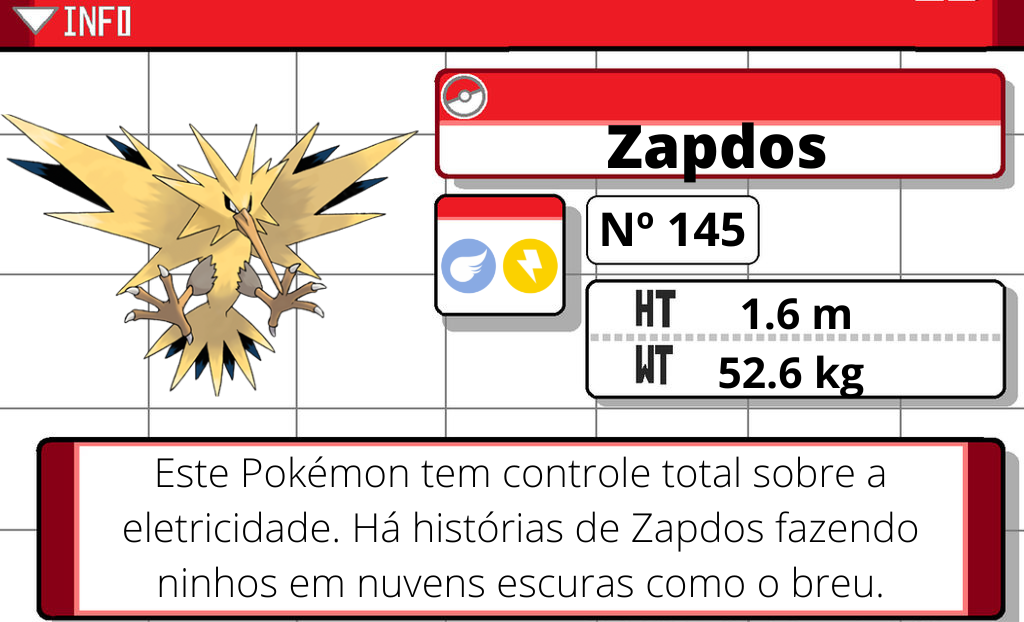 INFO
Zapdos
Nº 145
HT 1.6 m
WT 52.6 kg
Este Pokémon tem controle total sobre a
eletricidade. Há histórias de Zapdos fazendo
ninhos em nuvens escuras como o breu.